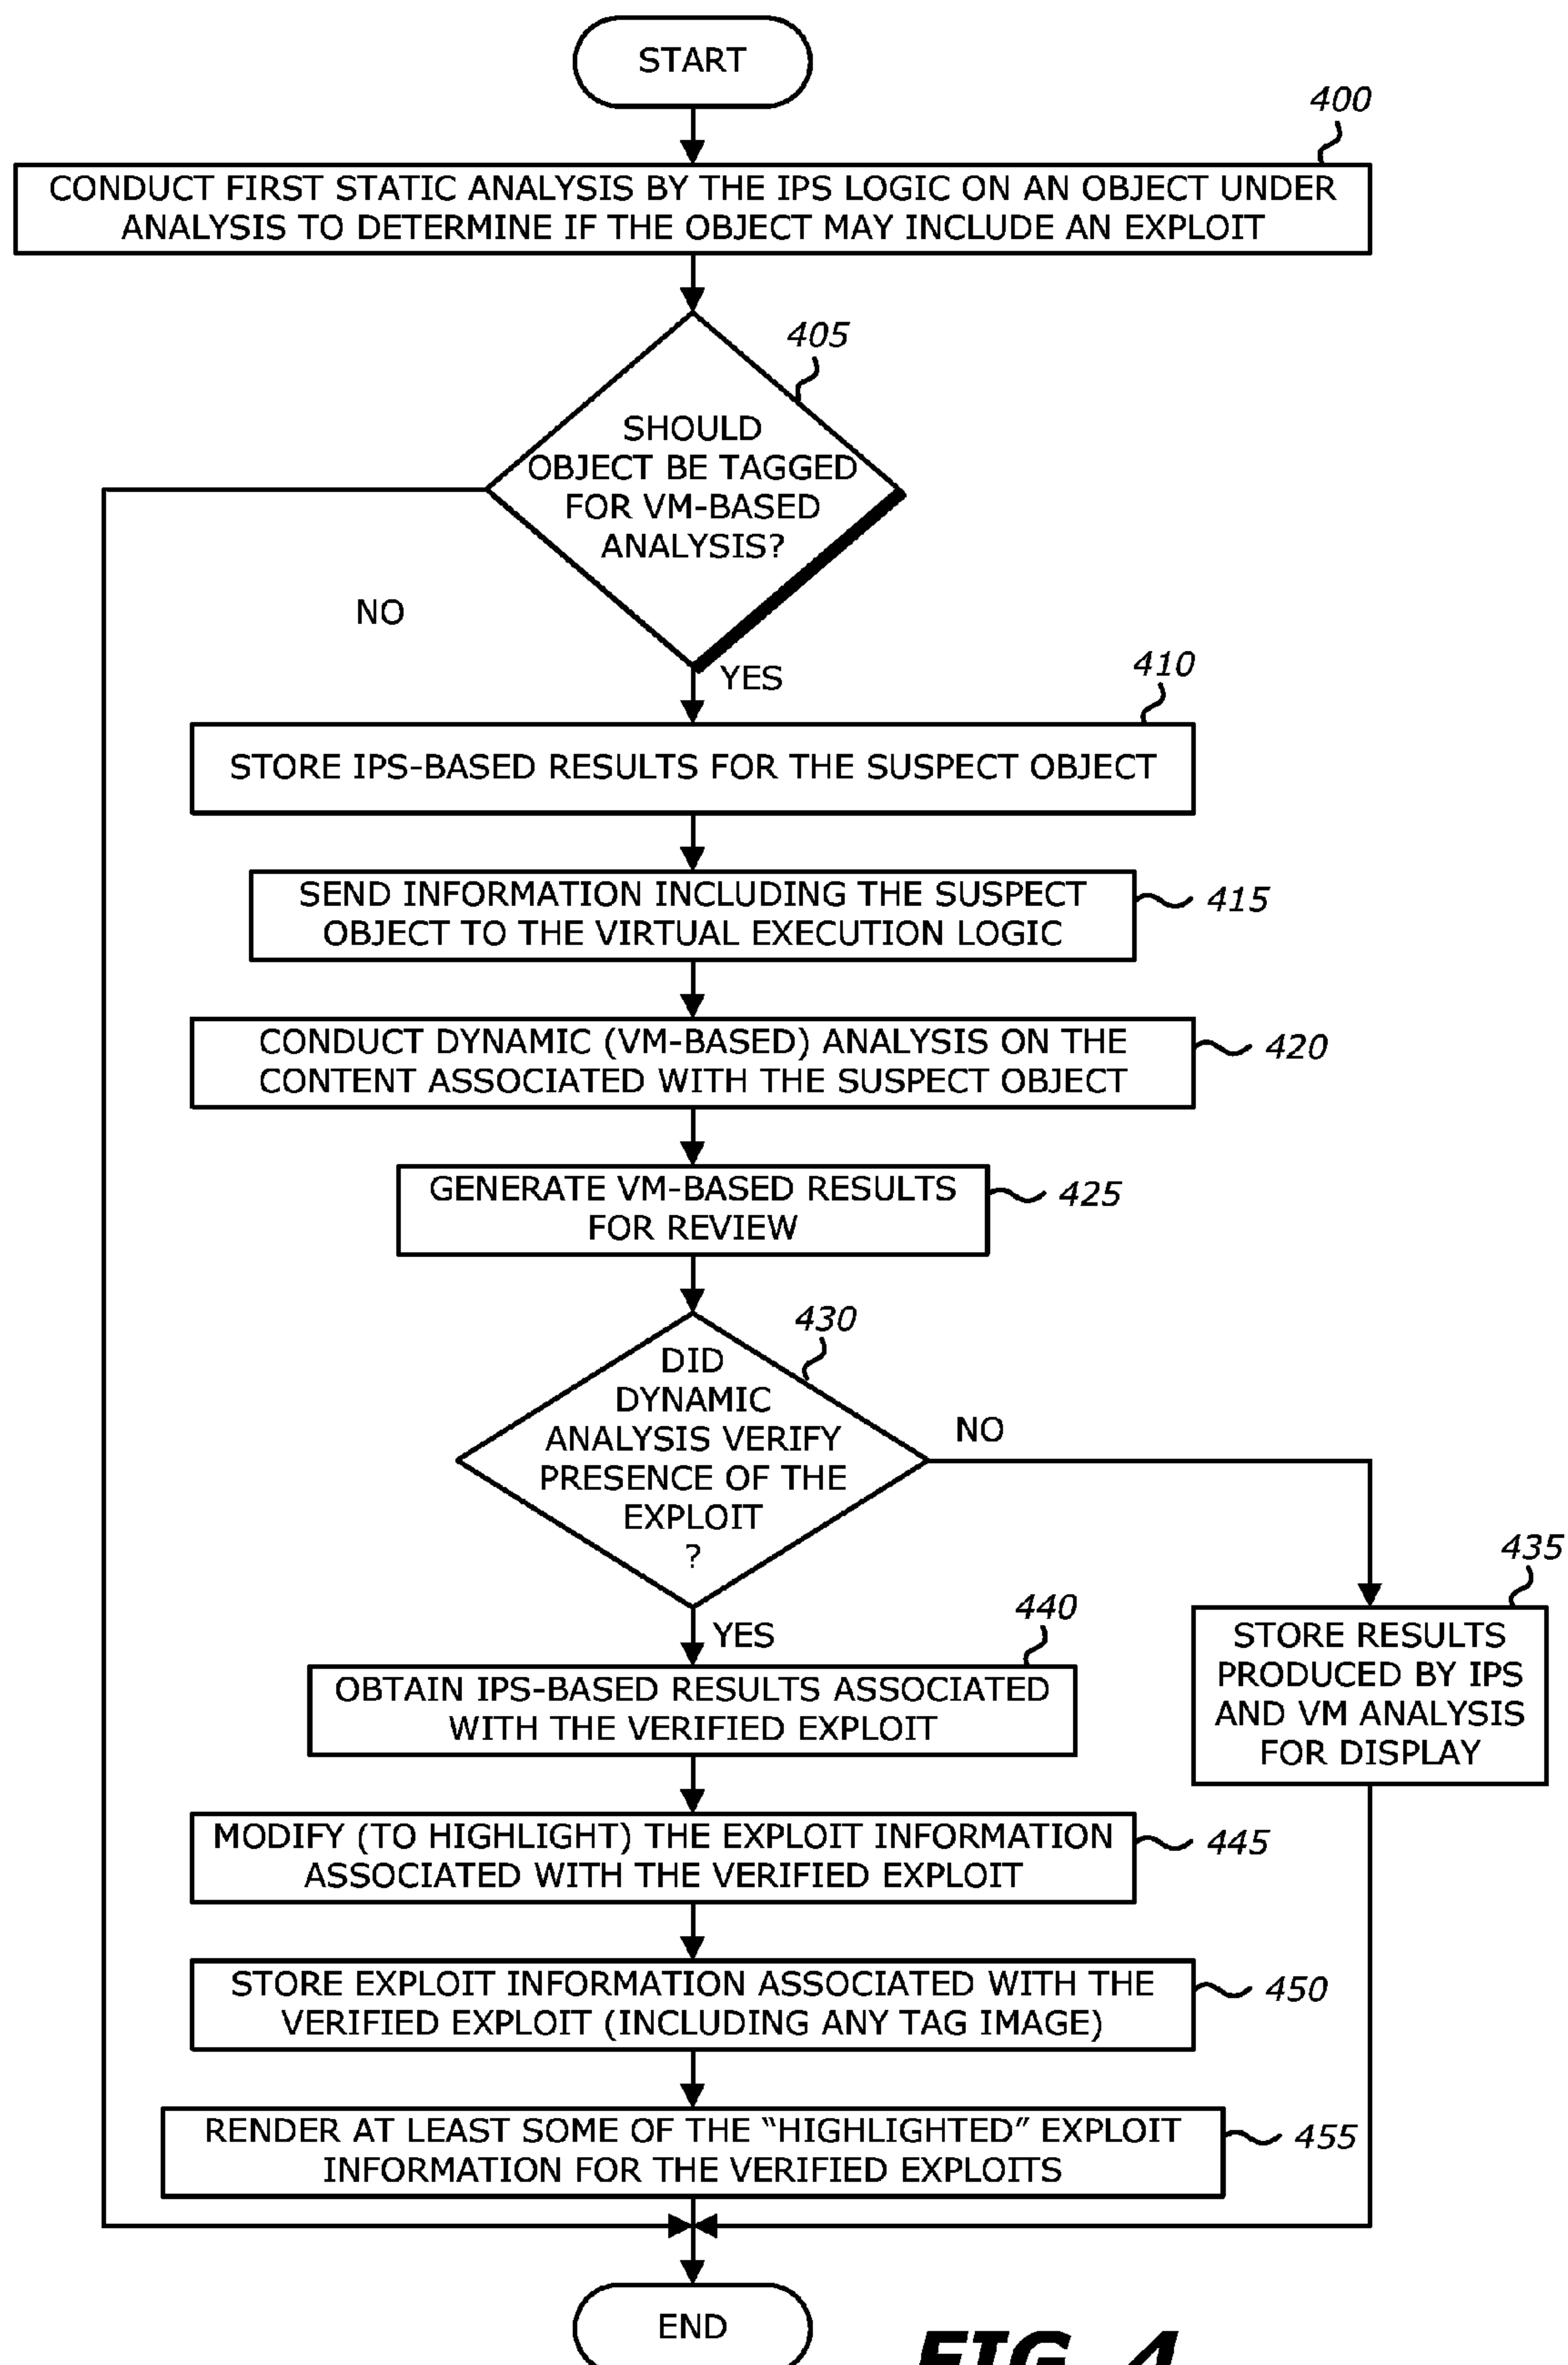 START
400
CONDUCT FIRST STATIC ANALYSIS BY THE IPS LOGIC ON AN OBJECT UNDER
ANALYSIS TO DETERMINE IF THE OBJECT MAY INCLUDE AN EXPLOIT
405
SHOULD
OBJECT BE TAGGED
FOR VM-BASED
ANALYSIS?
NO
YES
410
STORE IPS-BASED RESULTS FOR THE SUSPECT OBJECT
SEND INFORMATION INCLUDING THE SUSPECT
OBJECT TO THE VIRTUAL EXECUTION LOGIC
415
CONDUCT DYNAMIC (VM-BASED) ANALYSIS ON THE
CONTENT ASSOCIATED WITH THE SUSPECT OBJECT
420
GENERATE VM-BASED RESULTS
FOR REVIEW
425
430
DID
DYNAMIC
ANALYSIS VERIFY
PRESENCE OF THE
EXPLOIT
?
NO
YES
435
STORE RESULTS
PRODUCED BY IPS
AND VM ANALYSIS
FOR DISPLAY
440
OBTAIN IPS-BASED RESULTS ASSOCIATED
WITH THE VERIFIED EXPLOIT
MODIFY (TO HIGHLIGHT) THE EXPLOIT INFORMATION
ASSOCIATED WITH THE VERIFIED EXPLOIT
445
STORE EXPLOIT INFORMATION ASSOCIATED WITH THE
VERIFIED EXPLOIT (INCLUDING ANY TAG IMAGE)
450
RENDER AT LEAST SOME OF THE “HIGHLIGHTED” EXPLOIT
INFORMATION FOR THE VERIFIED EXPLOITS
455
END
FIG. 4